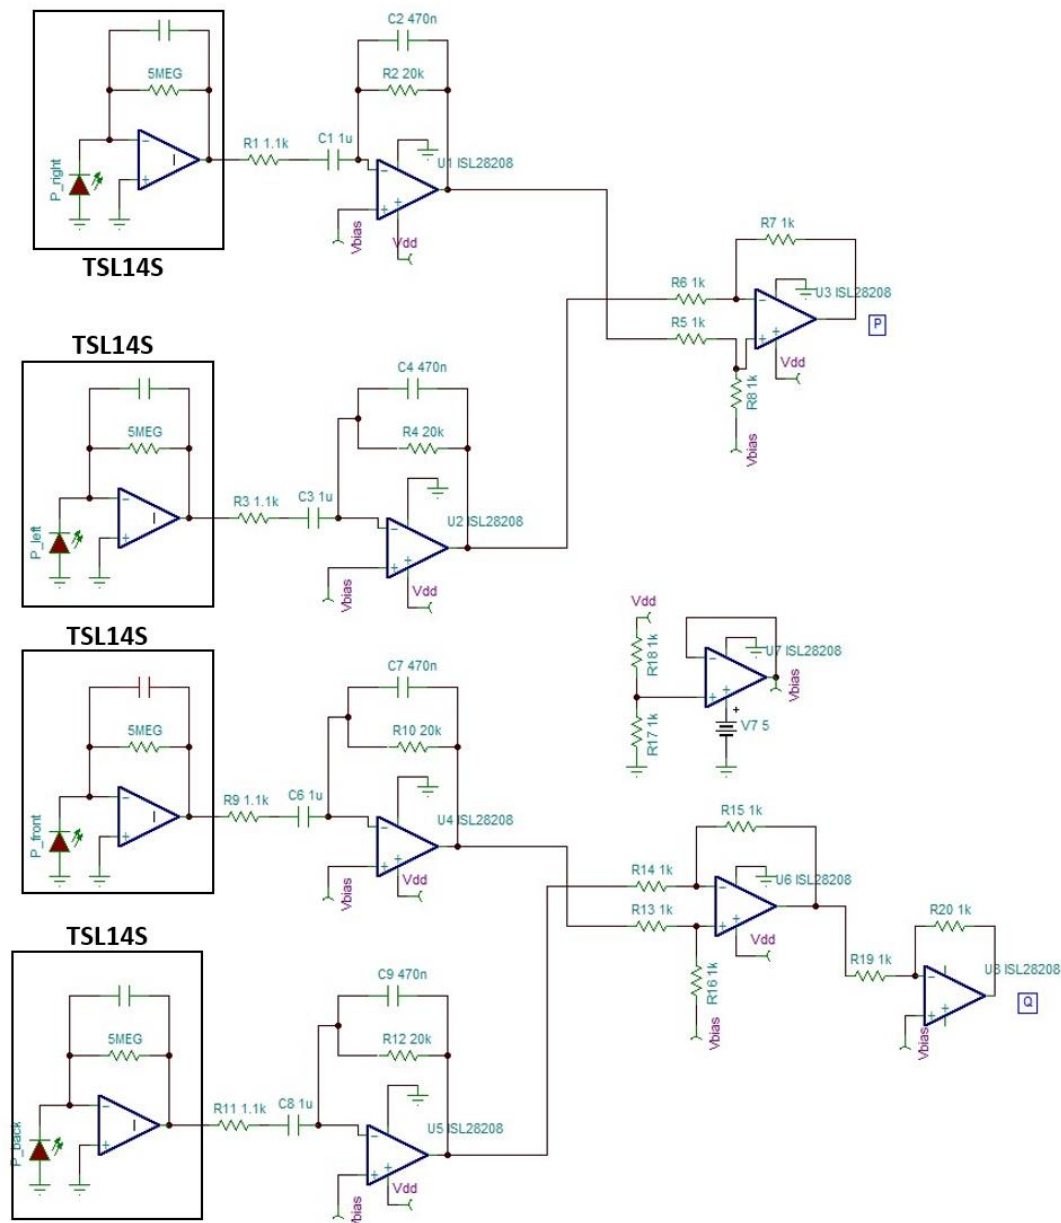 C2 470n
5MEG
R2 20k
R1 1.1k
C1 1u
U1 ISL28208
P_right
Vbias
Vdd
TSL14S
R7 1k
R6 1k
U3 ISL28208
R5 1k
P
Vdd
R8 1k
Vbias
TSL14S
C4 470n
5MEG
R4 20k
R3 1.1k
C3 1u
U2 ISL28208
P_left
Vbias
Vdd
TSL14S
Vdd
R18 1k
U7 ISL28208
Vbias
R17 1k
V7 5
C7 470n
5MEG
R10 20k
R9 1.1k
C6 1u
U4 ISL28208
P_front
Vbias
Vdd
R15 1k
R14 1k
U6 ISL28208
R13 1k
Vdd
R16 1k
Vbias
R20 1k
R19 1k
U8 ISL28208
Q
Vbias
TSL14S
C9 470n
5MEG
R12 20k
R11 1.1k
C8 1u
U5 ISL28208
P_back
Vbias
Vdd